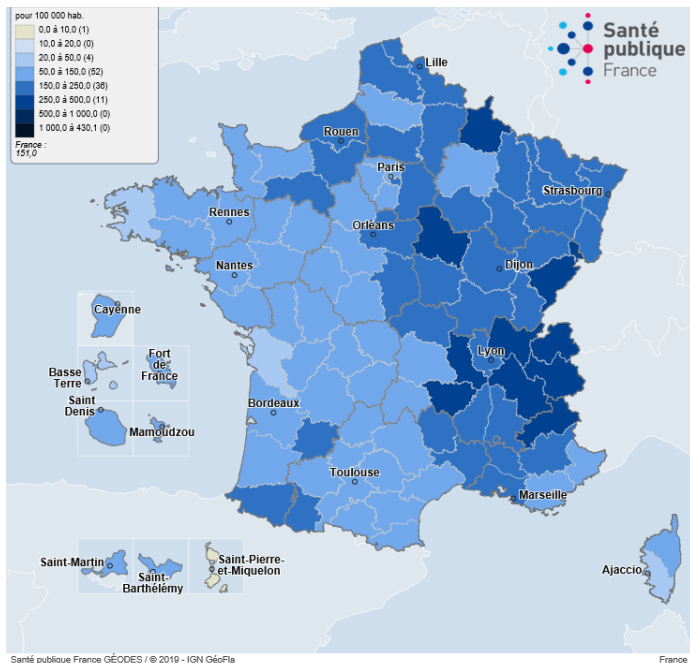 pour 100 000 hab.
0,0 à 10,0 (1)
10,0 à 20,0 (0)
20,0 à 50,0 (4)
50,0 à 150,0 (52)
150,0 à 250,0 (36)
250,0 à 500,0 (11)
500,0 à 1 000,0 (0)
1 000,0 à 430,1 (0)
France :
151,0
Santé
publique
France
Lille
Rouen
Paris
Strasbourg
Rennes
Orléans
Nantes
Dijon
Cayenne
Lyon
Basse
Terre
Fort
de
France
Saint
Denis
Mamoudzou
Bordeaux
Toulouse
Marseille
Saint-Martin
Saint-
Barthélémy
Saint-Pierre-
et-Miquelon
Ajaccio
Santé publique France GÉODES / © 2019 - IGN GéoFla
France